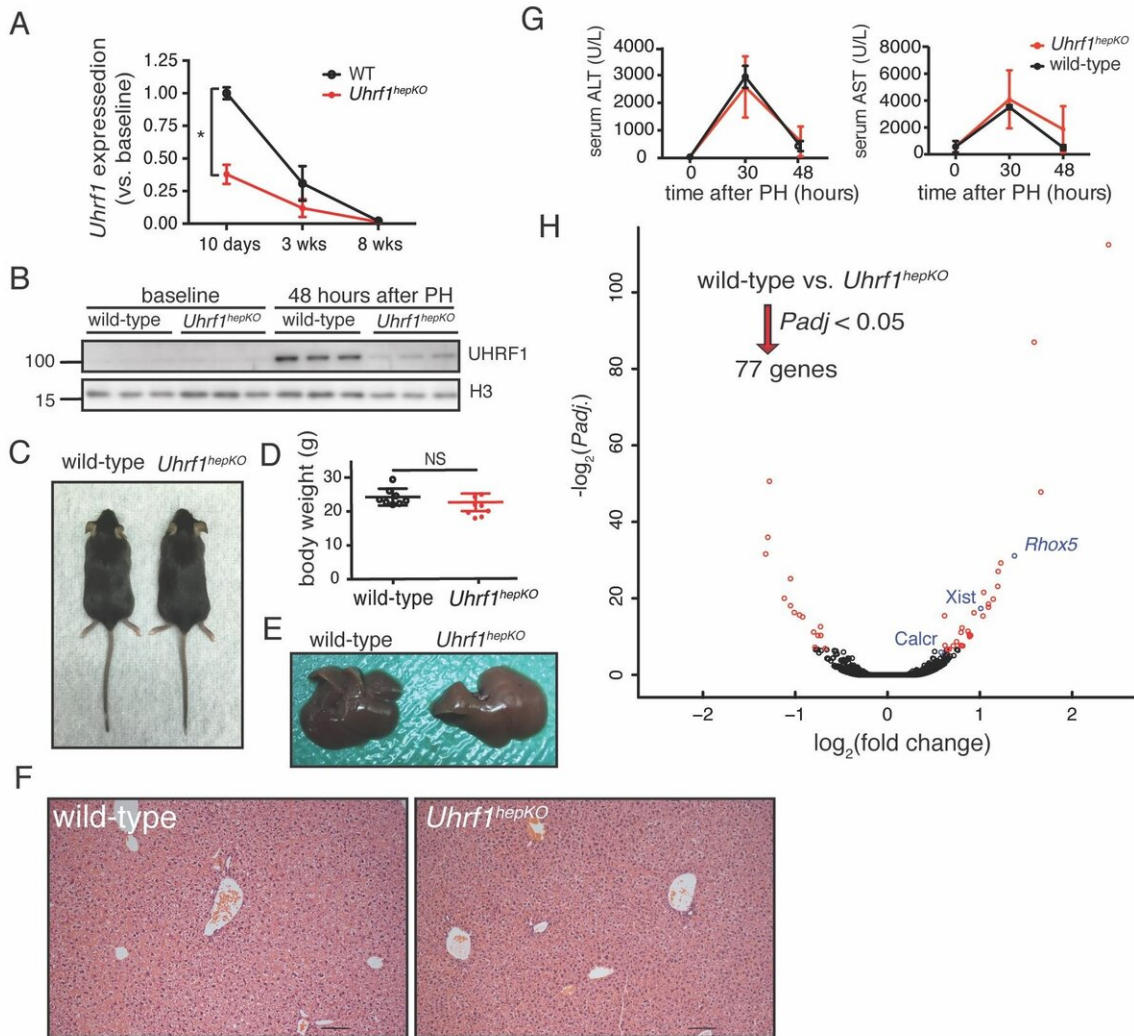 A
Uhrf1 expressedion
(vs. baseline)
1.25
1.00
0.75
0.50
0.25
0.00
10 days 3 wks 8 wks
*
WT
Uhrf1hepKO
B
baseline 48 hours after PH
wild-type Uhrf1hepKO wild-type Uhrf1hepKO
100 UHRF1
15 H3
C
wild-type Uhrf1hepKO
D
body weight (g)
30
20
10
0
NS
wild-type Uhrf1hepKO
E
wild-type Uhrf1hepKO
F
wild-type
Uhrf1hepKO
G
serum ALT (U/L)
4000
3000
2000
1000
0
0 30 48
time after PH (hours)
serum AST (U/L)
8000
6000
4000
2000
0
0 30 48
time after PH (hours)
Uhrf1hepKO
wild-type
H
wild-type vs. Uhrf1hepKO
Padj < 0.05
77 genes
-log2(Padj.)
100
80
60
40
20
0
Rhox5
Xist
Calcr
−2 −1 0 1 2
log2(fold change)